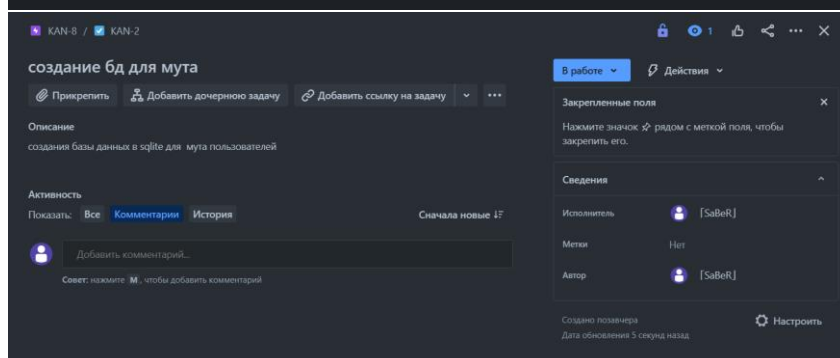 KAN-8 / KAN-2
1
создание бд для мута
Прикрепить Добавить дочернюю задачу Добавить ссылку на задачу
Описание
создания базы данных в sqlite для мута пользователей
Активность
Показать: Все Комментарии История Сначала новые
Добавить комментарий...
Совет: нажмите M, чтобы добавить комментарий
В работе Действия
Закрепленные поля
Нажмите значок рядом с меткой поля, чтобы
закрепить его.
Сведения
Исполнитель ⌈SaBeR⌋
Метки Нет
Автор ⌈SaBeR⌋
Создано позавчера
Дата обновления 5 секунд назад
Настроить